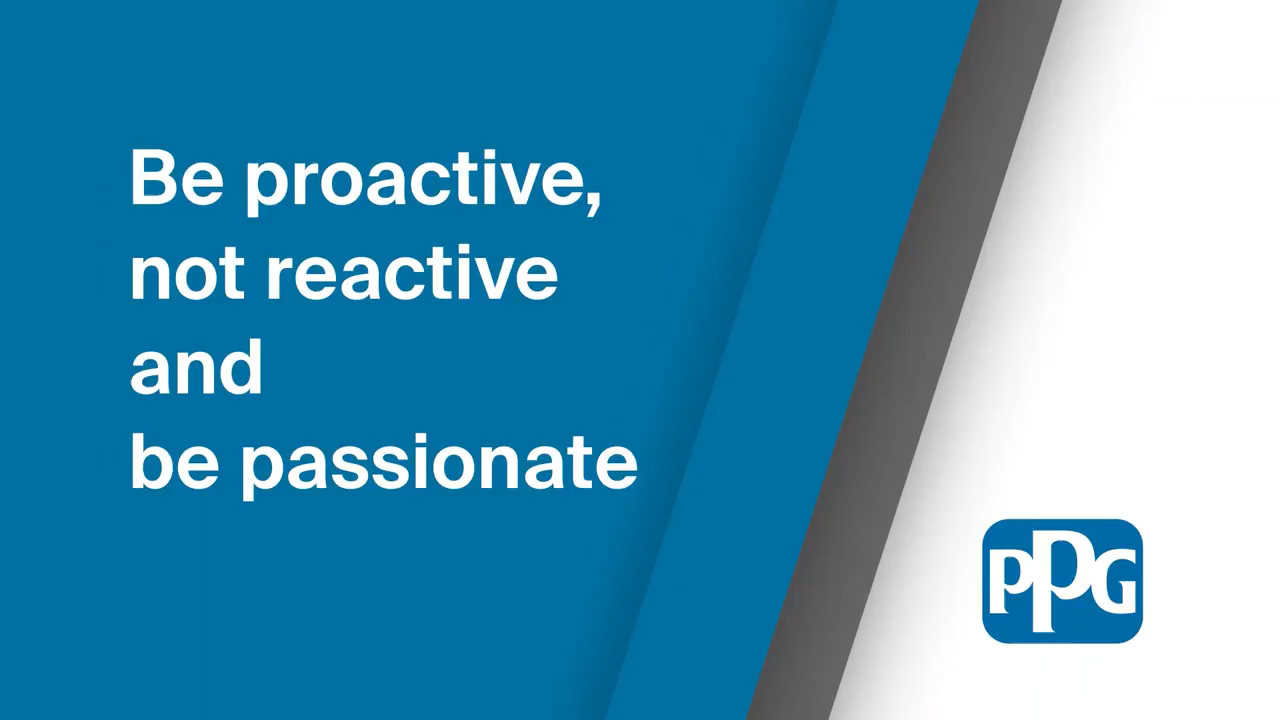 Be proactive,
not reactive
and
be passionate
PPG